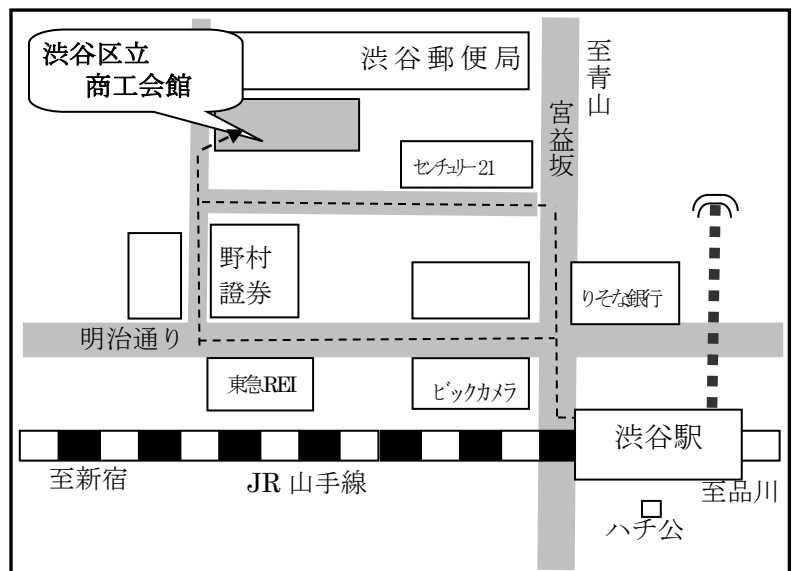 渋谷区立
商工会館
渋谷郵便局
至青山
宮益坂
センチュリー21
野村
證券
りそな銀行
明治通り
東急REI
ビックカメラ
渋谷駅
至新宿
JR 山手線
至品川
ハチ公